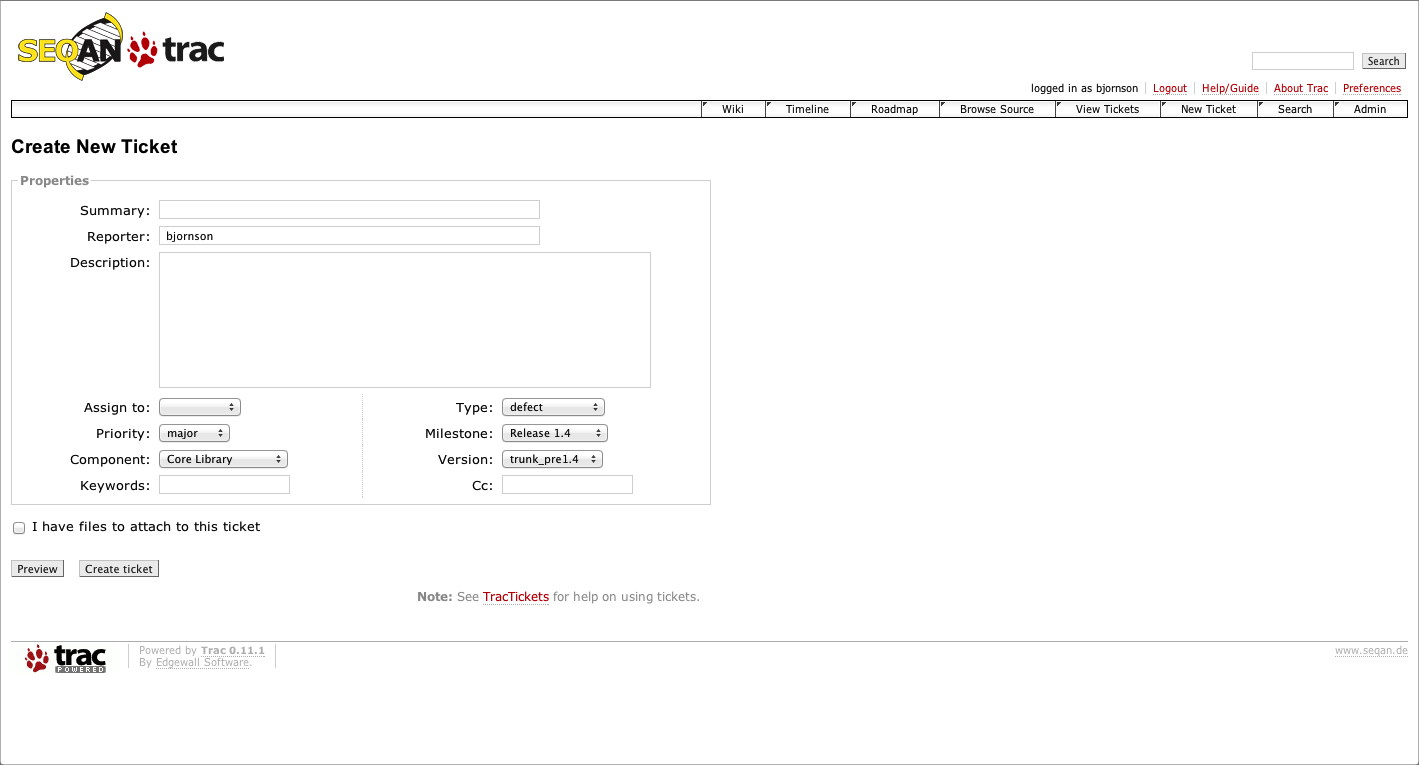 SEQAN trac
Search
logged in as bjornson Logout Help/Guide About Trac Preferences
Wiki Timeline Roadmap Browse Source View Tickets New Ticket Search Admin
Create New Ticket
Properties
Summary:
Reporter: bjornson
Description:
Assign to: Type: defect
Priority: major Milestone: Release 1.4
Component: Core Library Version: trunk_pre1.4
Keywords: Cc:
I have files to attach to this ticket
Preview Create ticket
Note: See TracTickets for help on using tickets.
trac POWERED
Powered by Trac 0.11.1
By Edgewall Software.
www.seqan.de